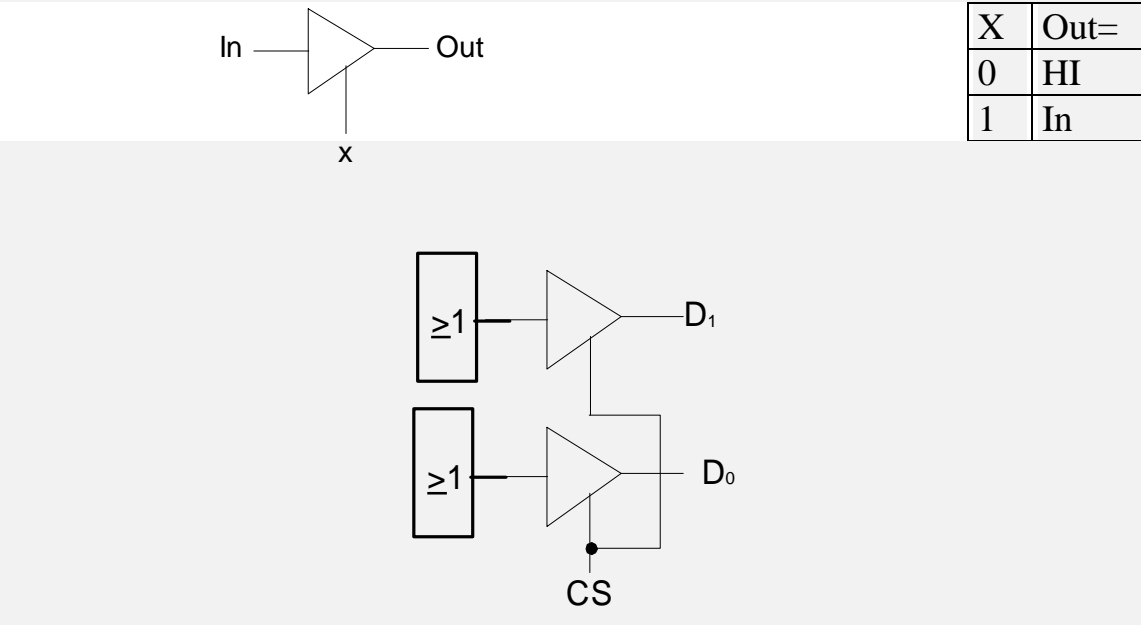 In
Out
x
X Out=
0 HI
1 In
≥1
D₁
≥1
D₀
CS